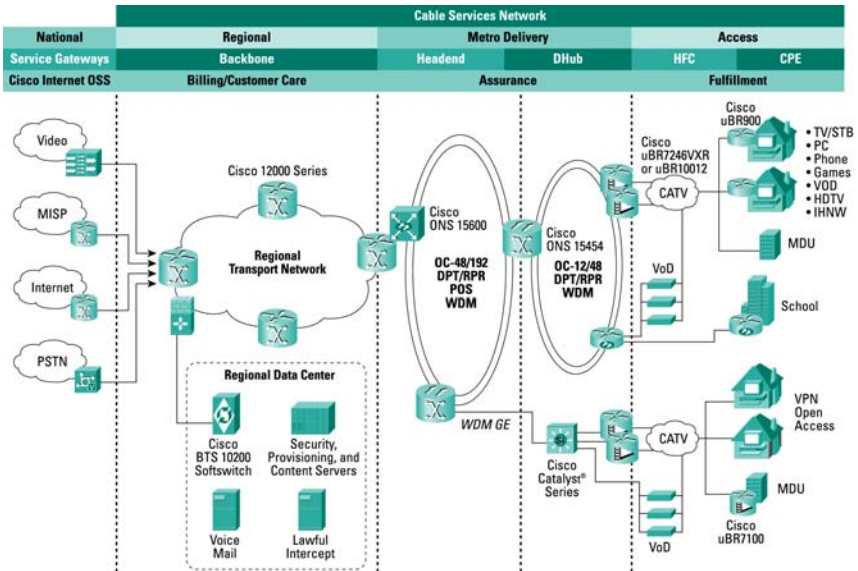 Cable Services Network
National
Regional
Metro Delivery
Access
Service Gateways
Backbone
Headend
DHub
HFC
CPE
Cisco Internet OSS
Billing/Customer Care
Assurance
Fulfillment
Video
MISP
Internet
PSTN
Cisco 12000 Series
Regional
Transport Network
Regional Data Center
Cisco
BTS 10200
Softswitch
Security,
Provisioning, and
Content Servers
Voice
Mail
Lawful
Intercept
Cisco
ONS 15600
OC-48/192
DPT/RPR
POS
WDM
Cisco
ONS 15454
OC-12/48
DPT/RPR
WDM
WDM GE
Cisco
Catalyst®
Series
Cisco
uBR7246VXR
or uBR10012
CATV
VoD
Cisco
uBR900
• TV/STB
• PC
• Phone
• Games
• VOD
• HDTV
• IHNW
MDU
School
CATV
VoD
VPN
Open
Access
MDU
Cisco
uBR7100